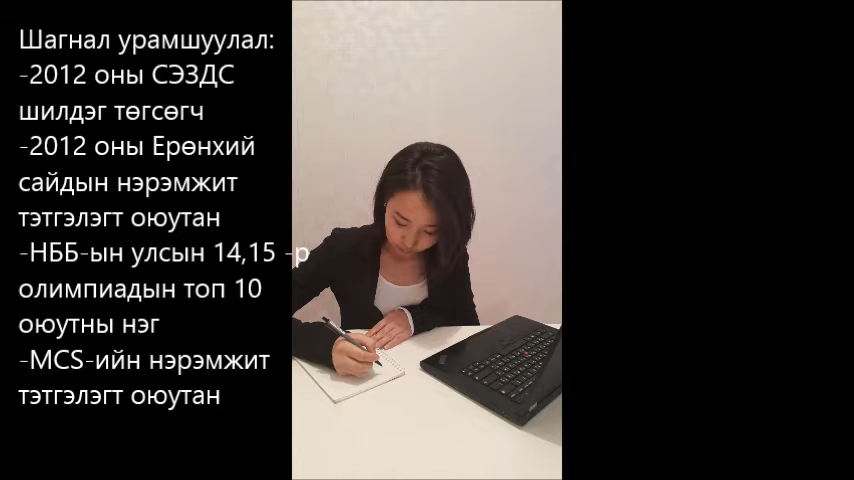 Шагнал урамшуулал:
-2012 оны СЭЗДС
шилдэг төгсөгч
-2012 оны Ерөнхий
сайдын нэрэмжит
тэтгэлэгт оюутан
-НББ-ын улсын 14,15 -р
олимпиадын топ 10
оюутны нэг
-MCS-ийн нэрэмжит
тэтгэлэгт оюутан